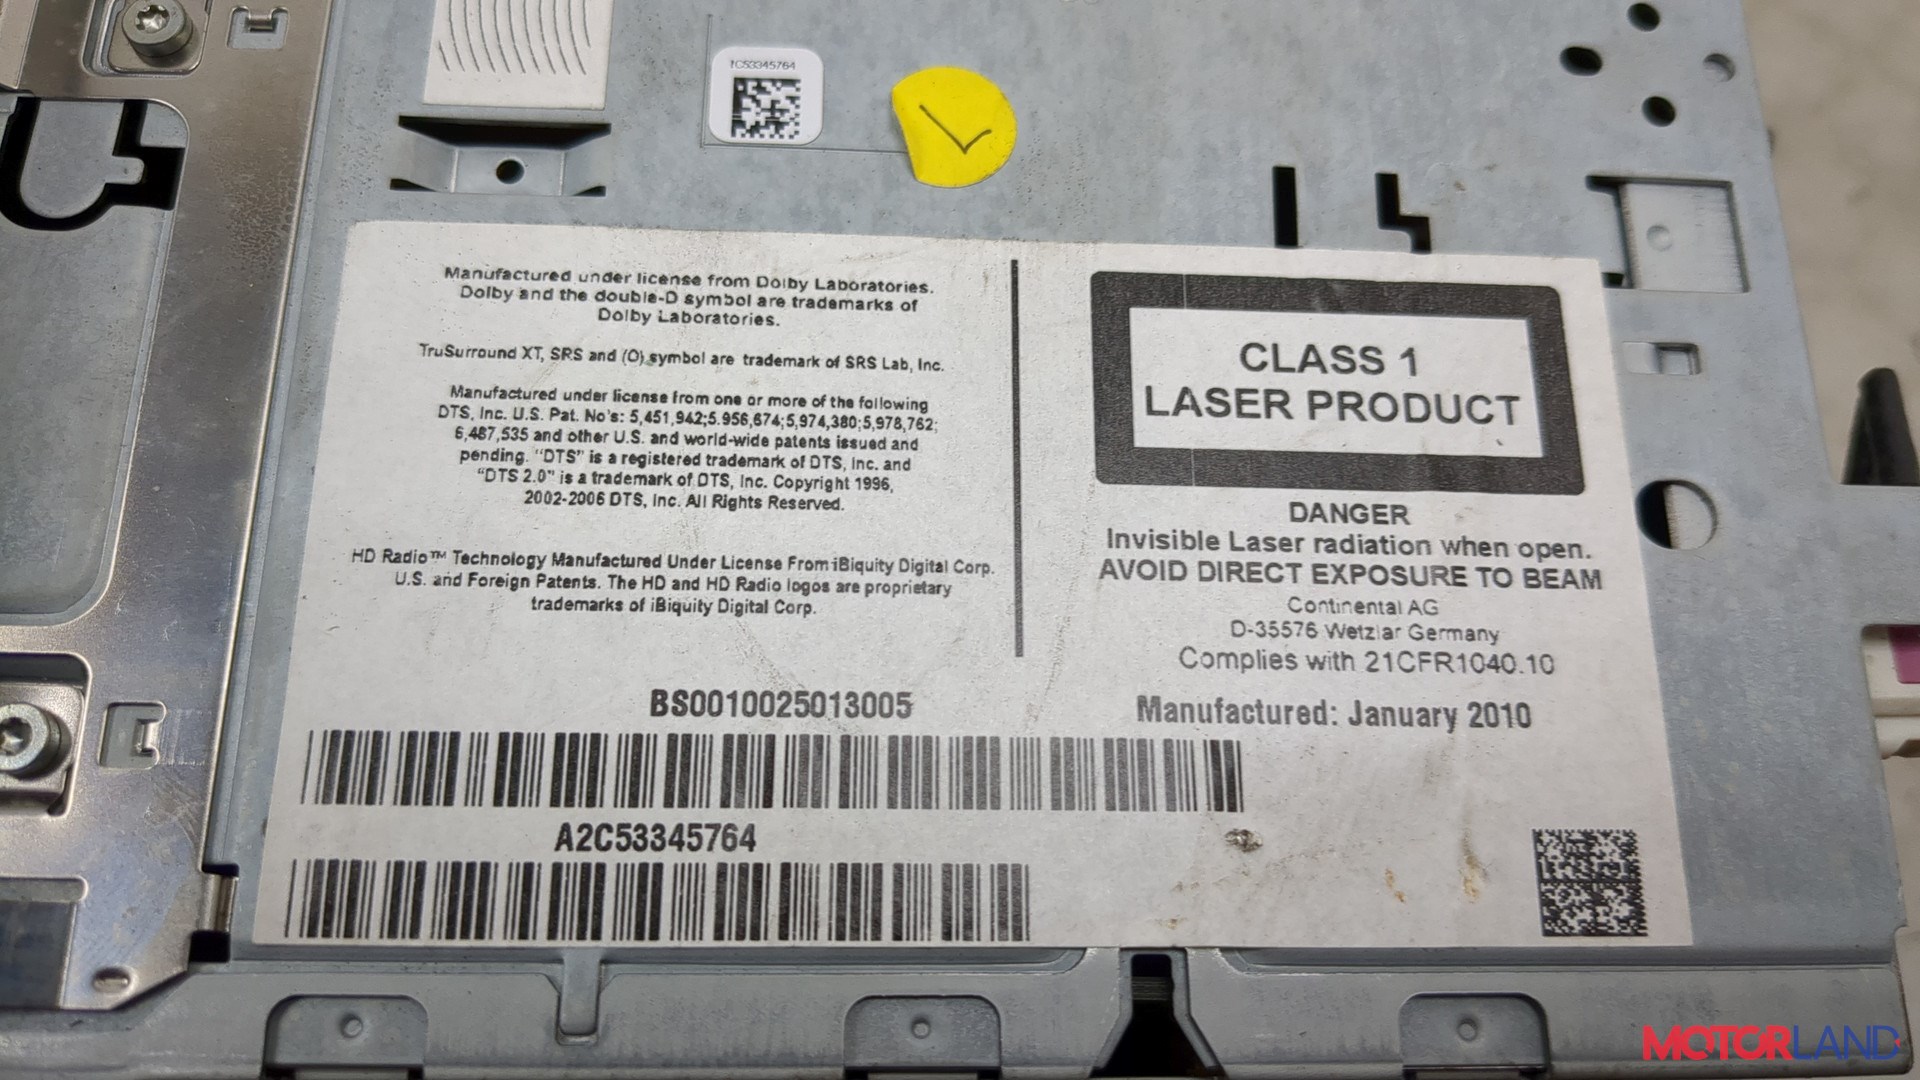 1C53345764
Manufactured under license from Dolby Laboratories.
Dolby and the double-D symbol are trademarks of
Dolby Laboratories.
TruSurround XT, SRS and (O) symbol are trademark of SRS Lab, Inc.
Manufactured under license from one or more of the following
DTS, Inc. U.S. Pat. No's: 5,451,942;5.956,674;5,974,380;5,978,762;
6,487,535 and other U.S. and world-wide patents issued and
pending. "DTS" is a registered trademark of DTS, Inc. and
"DTS 2.0" is a trademark of DTS, Inc. Copyright 1996,
2002-2006 DTS, Inc. All Rights Reserved.
HD Radio™ Technology Manufactured Under License From iBiquity Digital Corp.
U.S. and Foreign Patents. The HD and HD Radio logos are proprietary
trademarks of iBiquity Digital Corp.
CLASS 1
LASER PRODUCT
DANGER
Invisible Laser radiation when open.
AVOID DIRECT EXPOSURE TO BEAM
Continental AG
D-35576 Wetzlar Germany
Complies with 21CFR1040.10
Manufactured: January 2010
BS0010025013005
A2C53345764
MOTORLAND